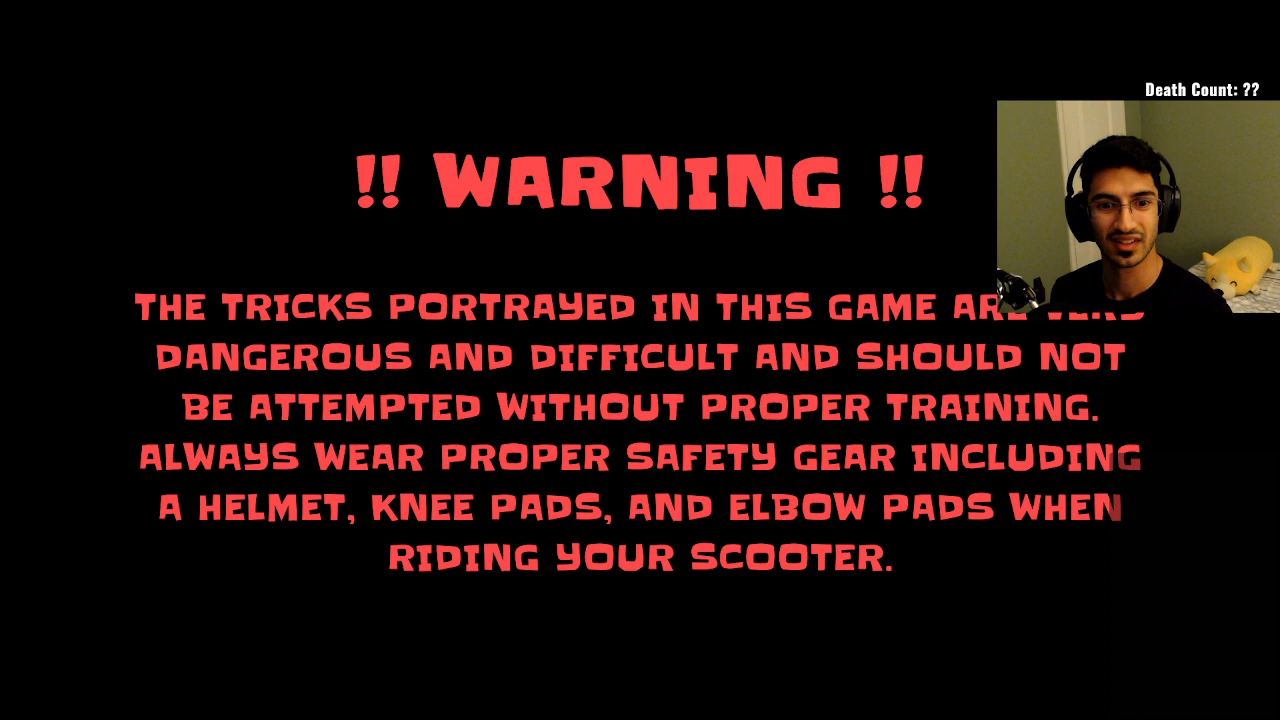 Death Count: ??
!! WARNING !!
THE TRICKS PORTRAYED IN THIS GAME ARE
DANGEROUS AND DIFFICULT AND SHOULD NOT
BE ATTEMPTED WITHOUT PROPER TRAINING.
ALWAYS WEAR PROPER SAFETY GEAR INCLUDING
A HELMET, KNEE PADS, AND ELBOW PADS WHEN
RIDING YOUR SCOOTER.